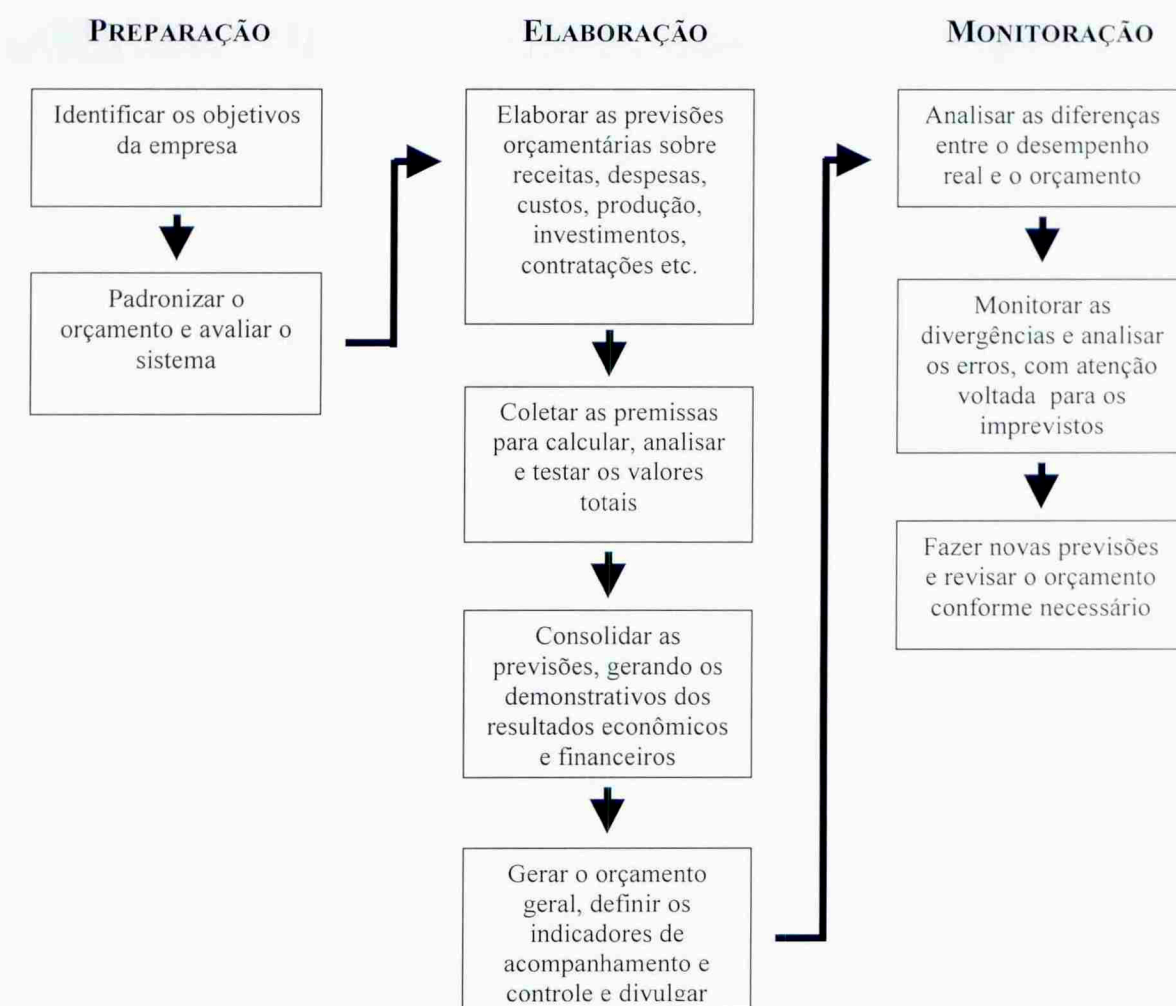 PREPARAÇÃO
Identificar os objetivos
da empresa
Padronizar o
orçamento e avaliar o
sistema
ELABORAÇÃO
Elaborar as previsões
orçamentárias sobre
receitas, despesas,
custos, produção,
investimentos,
contratações etc.
Coletar as premissas
para calcular, analisar
e testar os valores
totais
Consolidar as
previsões, gerando os
demonstrativos dos
resultados econômicos
e financeiros
Gerar o orçamento
geral, definir os
indicadores de
acompanhamento e
controle e divulgar
MONITORAÇÃO
Analisar as diferenças
entre o desempenho
real e o orçamento
Monitorar as
divergências e analisar
os erros, com atenção
voltada para os
imprevistos
Fazer novas previsões
e revisar o orçamento
conforme necessário